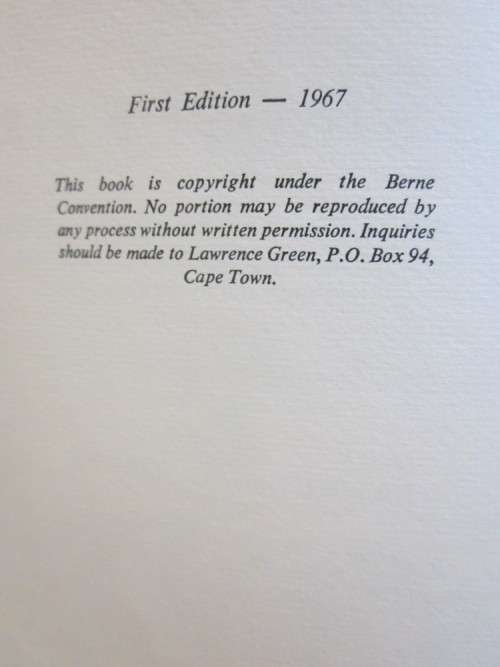 First Edition — 1967
This book is copyright under the Berne
Convention. No portion may be reproduced by
any process without written permission. Inquiries
should be made to Lawrence Green, P.O. Box 94,
Cape Town.